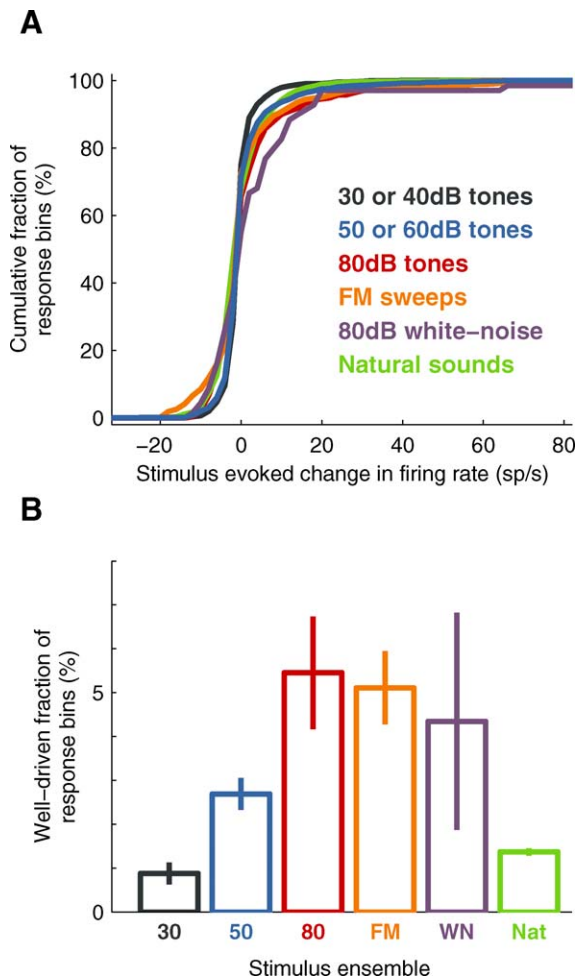 A
100
80
60
40
20
0
Cumulative fraction of
response bins (%)
30 or 40dB tones
50 or 60dB tones
80dB tones
FM sweeps
80dB white-noise
Natural sounds
−20 0 20 40 60 80
Stimulus evoked change in firing rate (sp/s)
B
Well-driven fraction of
response bins (%)
5
0
30 50 80 FM WN Nat
Stimulus ensemble